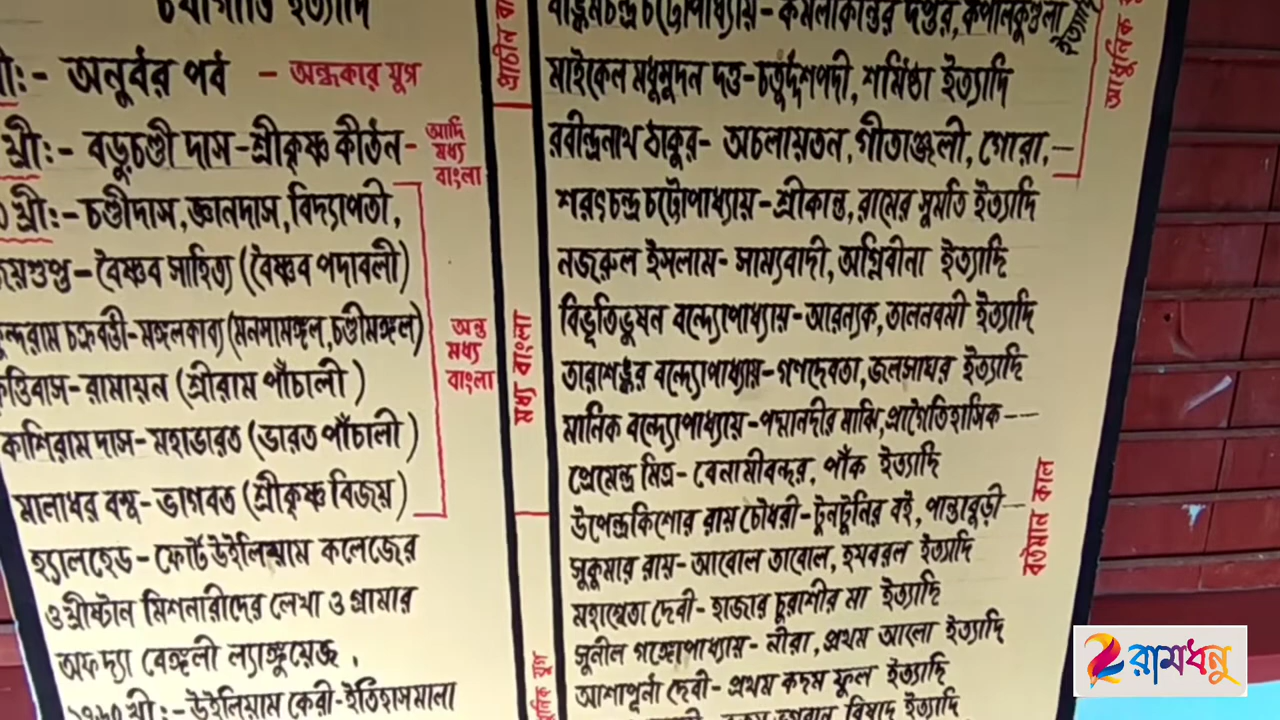 চর্যাগীতি ইত্যাদি
অনুর্বর পর্ব – অন্ধকার যুগ
খ্রীঃ- বড়ুচণ্ডী দাস-শ্রীকৃষ্ণ কীর্তন-
আদি
মধ্য
বাংলা
খ্রীঃ- চণ্ডীদাস, জ্ঞানদাস, বিদ্যাপতী,
বৈষ্ণব সাহিত্য (বৈষ্ণব পদাবলী)
চক্রবর্তী-মঙ্গলকাব্য (মনসামঙ্গল, চণ্ডীমঙ্গল)
রামায়ন (শ্রীরাম পাঁচালী)
কাশিরাম দাস- মহাভারত (ভারত পাঁচালী)
মালাধর বসু- ভাগবত (শ্রীকৃষ্ণ বিজয়)
অন্ত
মধ্য
বাংলা
হ্যালহেড- ফোর্ট উইলিয়াম কলেজের
ও খ্রীষ্টান মিশনারীদের লেখা ও গ্রামার
অফ দ্যা বেঙ্গলী ল্যাঙ্গুয়েজ.
খ্রীঃ- উইলিয়াম কেরী-ইতিহাসমালা
প্রাচীন
মধ্য বাংলা
যুগ
বঙ্কিমচন্দ্র চট্টোপাধ্যায়- কমলাকান্তর দপ্তর, কপালকুণ্ডলা ইত্যাদি
মাইকেল মধুসুদন দত্ত- চতুর্দ্দশপদী, শর্মিষ্ঠা ইত্যাদি
রবীন্দ্রনাথ ঠাকুর- অচলায়তন, গীতাঞ্জলী, গোরা,
আধুনিক
শরৎচন্দ্র চট্টোপাধ্যায়-শ্রীকান্ত, রামের সুমতি ইত্যাদি
নজরুল ইসলাম- সাম্যবাদী, অগ্নিবীনা ইত্যাদি
বিভূতিভুষন বন্দ্যোপাধ্যায়-আরন্যক, তালনবমী ইত্যাদি
তারাশঙ্কর বন্দ্যোপাধ্যায়-গণদেবতা, জলসাঘর ইত্যাদি
মানিক বন্দ্যোপাধ্যায়-পদ্মানদীর মাঝি, প্রাগৈতিহাসিক--
প্রেমেন্দ্র মিত্র- বেনামীবন্দর, পাঁক ইত্যাদি
উপেন্দ্রকিশোর রায় চৌধরী-টুনটুনির বই, পান্তাবুড়ী-
সুকুমার রায়- আবোল তাবোল, হযবরল ইত্যাদি
মহাশ্বেতা দেবী- হাজার চুরাশীর মা ইত্যাদি
সুনীল গঙ্গোপাধ্যায়- নীরা, প্রথম আলো ইত্যাদি
আশাপূর্না দেবী- প্রথম কদম ফুল ইত্যাদি
বর্তমান কাল
বিষাদ ইত্যাদি
রামধনু